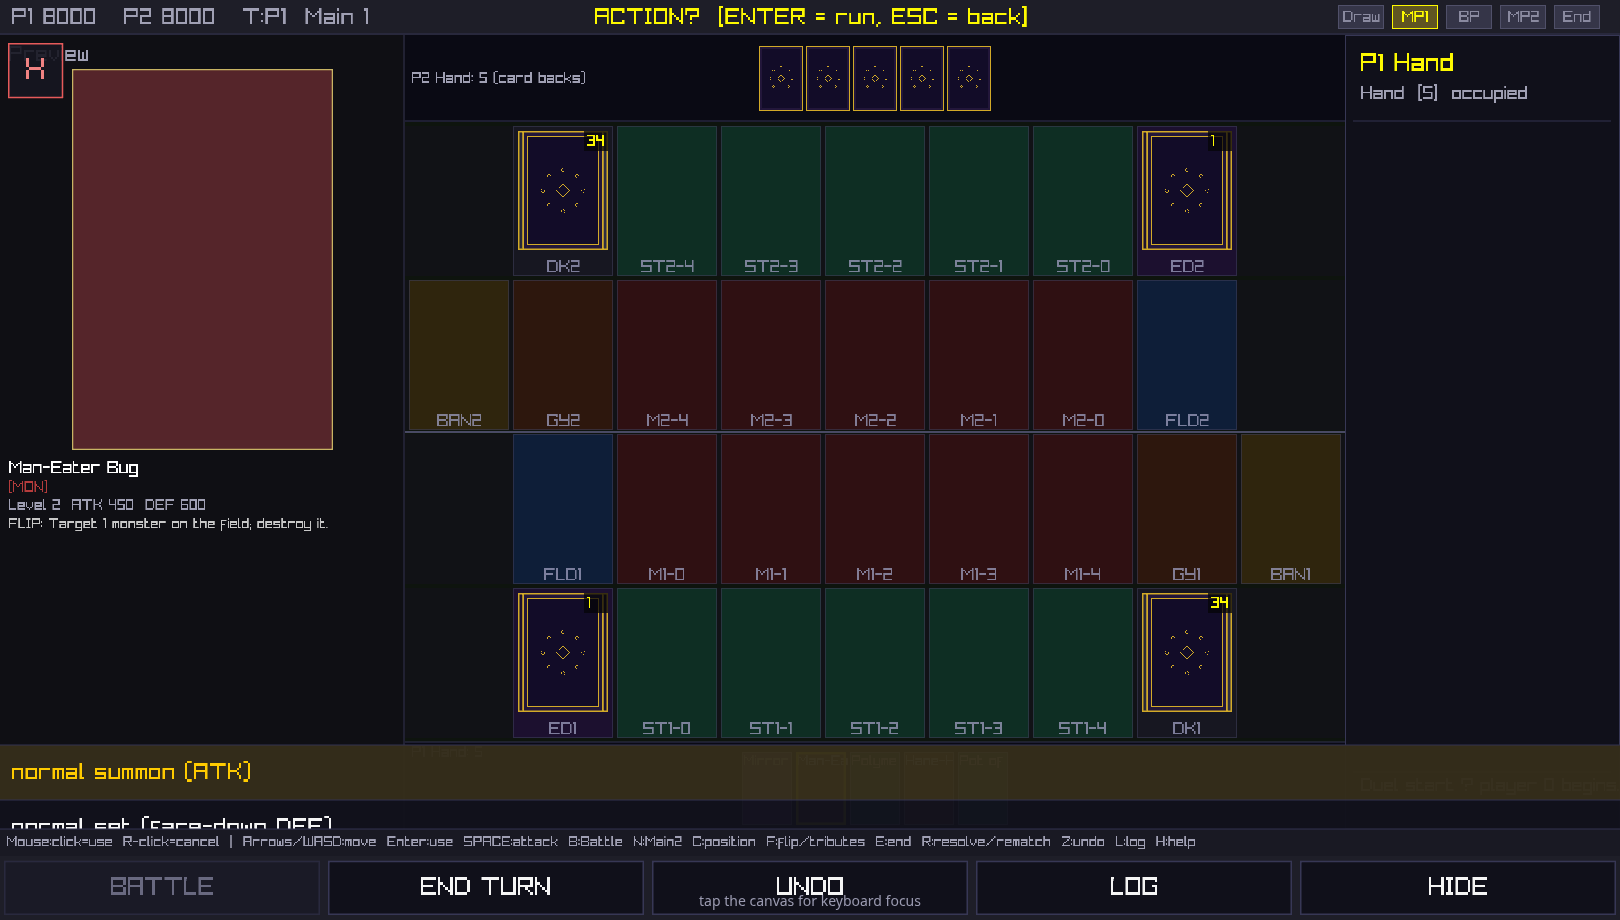 P1 8000 P2 8000 T:P1 Main 1
ACTION? [ENTER = run, ESC = back]
Draw MP1 BP MP2 End
Preview
H
P2 Hand: 5 (card backs)
P1 Hand
Hand [5] occupied
34
1
DK2 ST2-4 ST2-3 ST2-2 ST2-1 ST2-0 ED2
BAN2 GY2 M2-4 M2-3 M2-2 M2-1 M2-0 FLD2
Man-Eater Bug
[MON]
Level 2 ATK 450 DEF 600
FLIP: Target 1 monster on the field; destroy it.
FLD1 M1-0 M1-1 M1-2 M1-3 M1-4 GY1 BAN1
1
34
ED1 ST1-0 ST1-1 ST1-2 ST1-3 ST1-4 DK1
normal summon (ATK)
normal set (face-down DEF)
Mouse:click=use R-click=cancel | Arrows/WASD:move Enter:use SPACE:attack B:Battle N:Main2 C:position F:flip/tributes E:end R:resolve/rematch Z:undo L:log H:help
BATTLE
END TURN
UNDO
tap the canvas for keyboard focus
LOG
HIDE